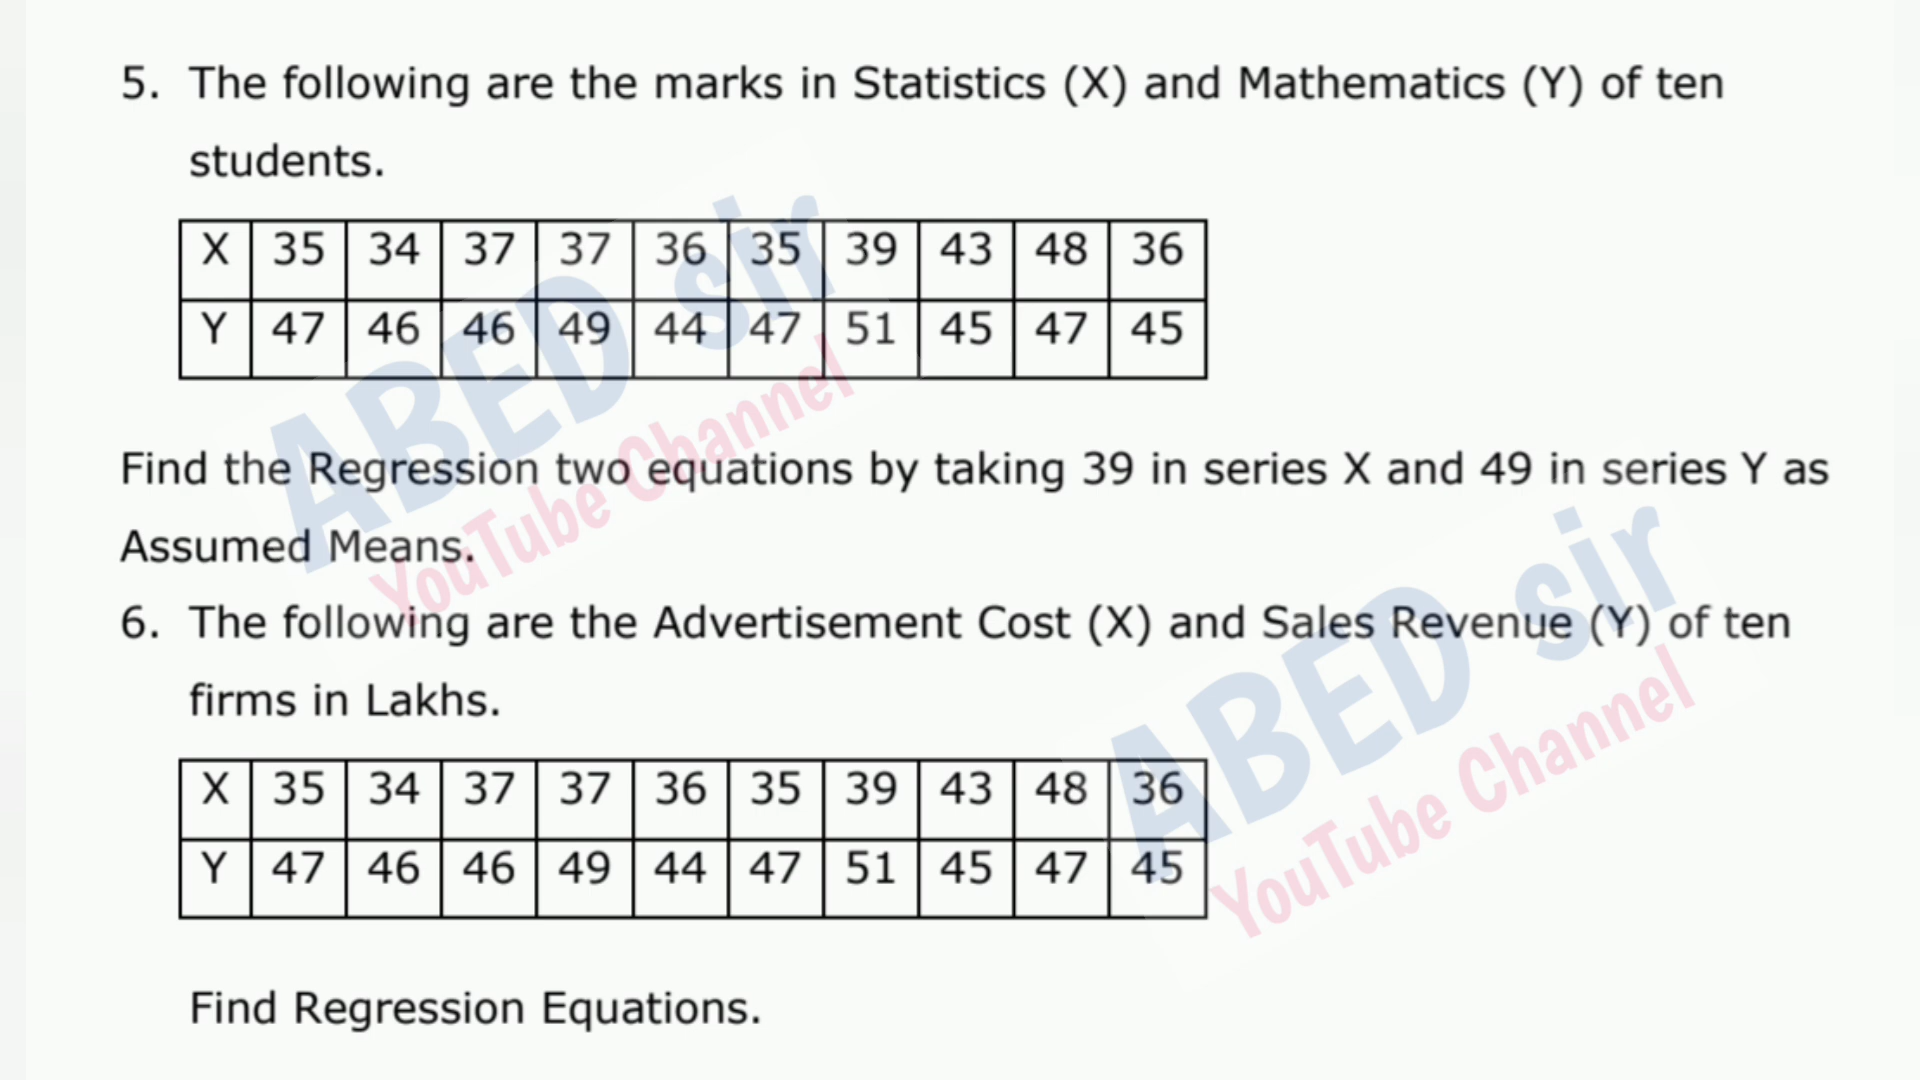 5. The following are the marks in Statistics (X) and Mathematics (Y) of ten
students.
X 35 34 37 37 36 35 39 43 48 36
Y 47 46 46 49 44 47 51 45 47 45
Find the Regression two equations by taking 39 in series X and 49 in series Y as
Assumed Means.
6. The following are the Advertisement Cost (X) and Sales Revenue (Y) of ten
firms in Lakhs.
X 35 34 37 37 36 35 39 43 48 36
Y 47 46 46 49 44 47 51 45 47 45
Find Regression Equations.
ABED sir
YouTube Channel
ABED sir
YouTube Channel